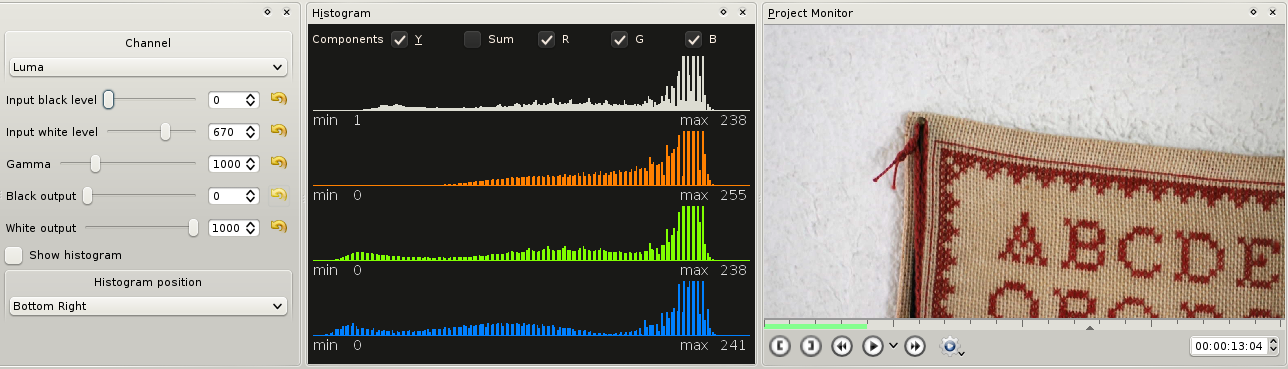 Channel
Luma
Input black level 0
Input white level 670
Gamma 1000
Black output 0
White output 1000
Show histogram
Histogram position
Bottom Right
Histogram
Components Y Sum R G B
min 1 max 238
min 0 max 255
min 0 max 238
min 0 max 241
Project Monitor
ABCDE
00:00:13:04